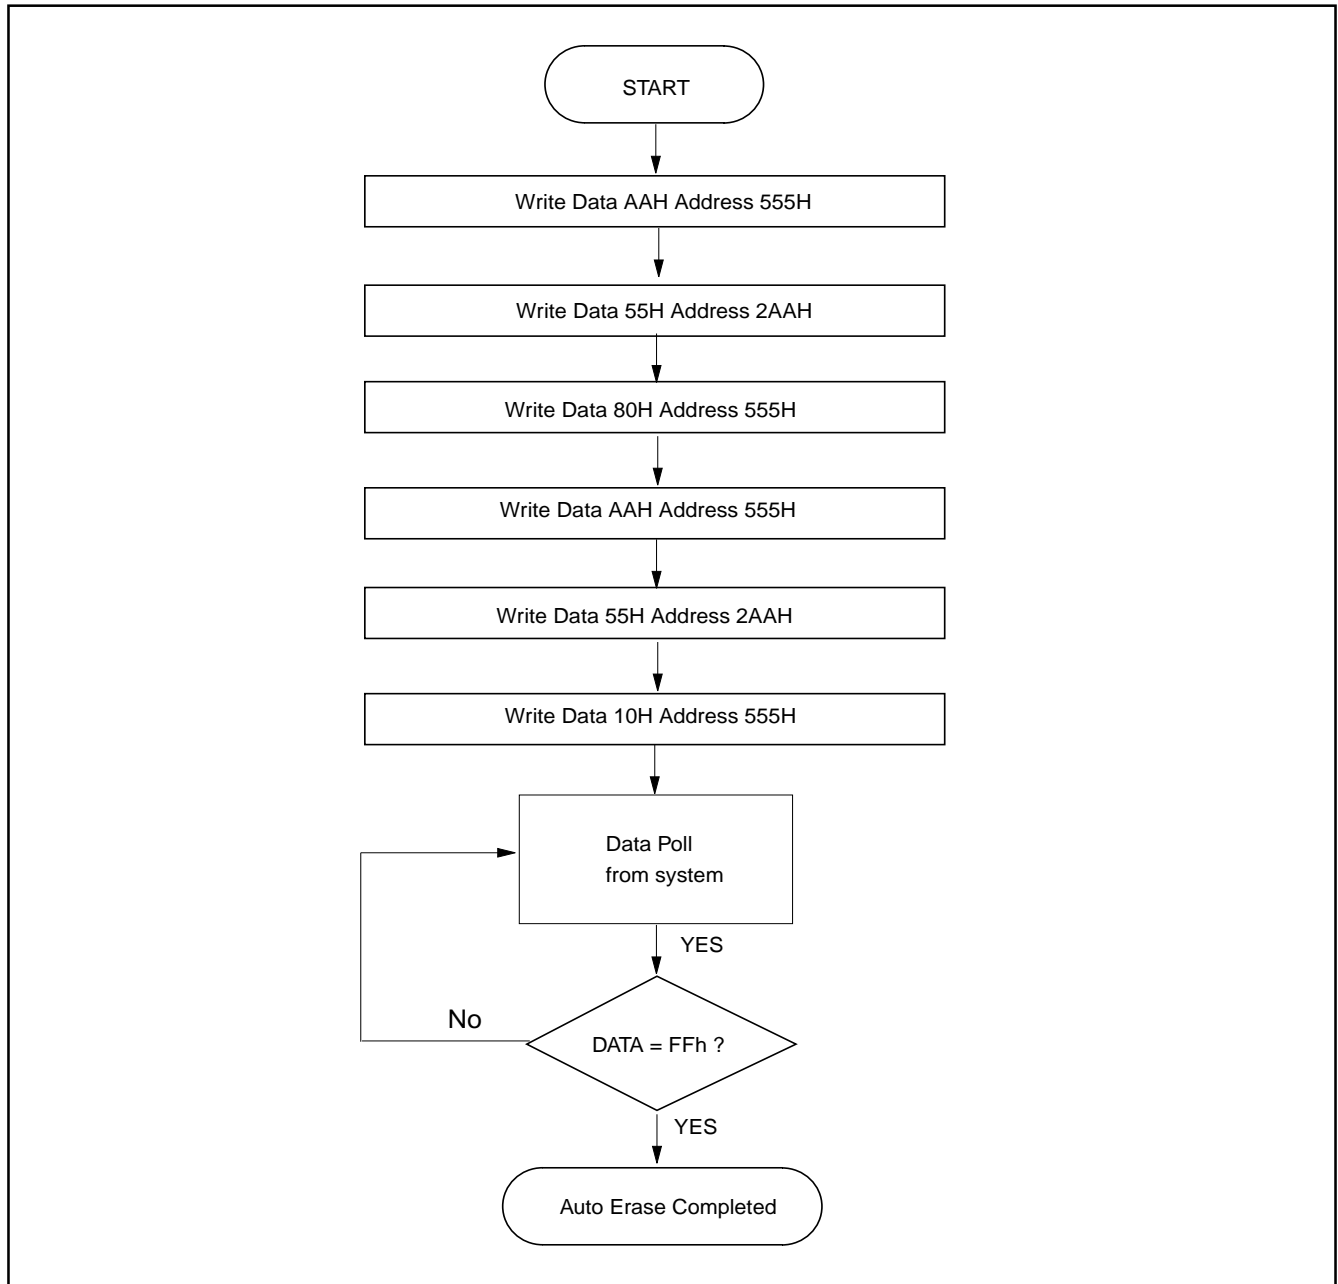 START
Write Data AAH Address 555H
Write Data 55H Address 2AAH
Write Data 80H Address 555H
Write Data AAH Address 555H
Write Data 55H Address 2AAH
Write Data 10H Address 555H
Data Poll
from system
YES
No
DATA = FFh ?
YES
Auto Erase Completed